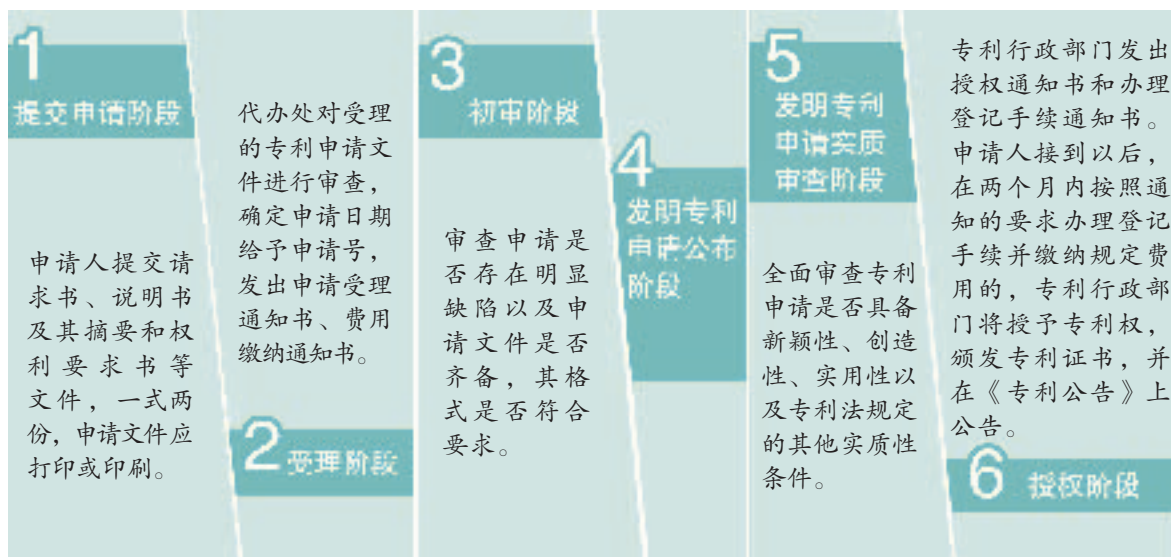 1
提交申请阶段
申请人提交请
求书、说明书
及其摘要和权
利要求书等
文件，一式两
份，申请文件应
打印或印刷。
代办处对受理
的专利申请文
件进行审查，
确定申请日期
给予申请号，
发出申请受理
通知书、费用
缴纳通知书。
2
受理阶段
3
初审阶段
审查申请是
否存在明显
缺陷以及申
请文件是否
齐备，其格
式是否符合
要求。
4
发明专利
申请公布
阶段
5
发明专利
申请实质
审查阶段
全面审查专利
申请是否具备
新颖性、创造
性、实用性以
及专利法规定
的其他实质性
条件。
专利行政部门发出
授权通知书和办理
登记手续通知书。
申请人接到以后，
在两个月内按照通
知的要求办理登记
手续并缴纳规定费
用的，专利行政部
门将授予专利权，
颁发专利证书，并
在《专利公告》上
公告。
6
授权阶段